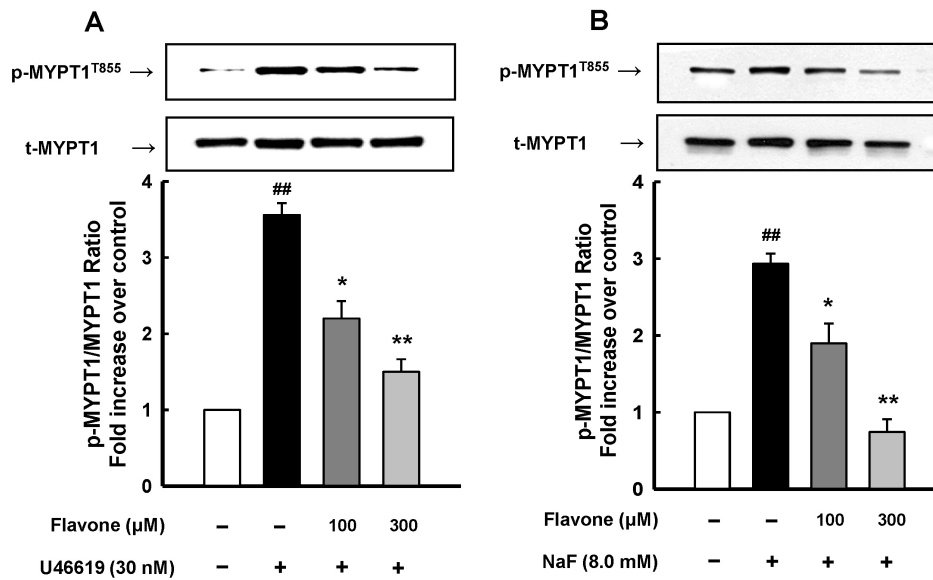 A
p-MYPT1T855 →
t-MYPT1 →
p-MYPT1/MYPT1 Ratio
Fold increase over control
4
3
2
1
0
##
*
**
Flavone (µM) – – 100 300
U46619 (30 nM) – + + +
B
p-MYPT1T855 →
t-MYPT1 →
p-MYPT1/MYPT1 Ratio
Fold increase over control
4
3
2
1
0
##
*
**
Flavone (µM) – – 100 300
NaF (8.0 mM) – + + +